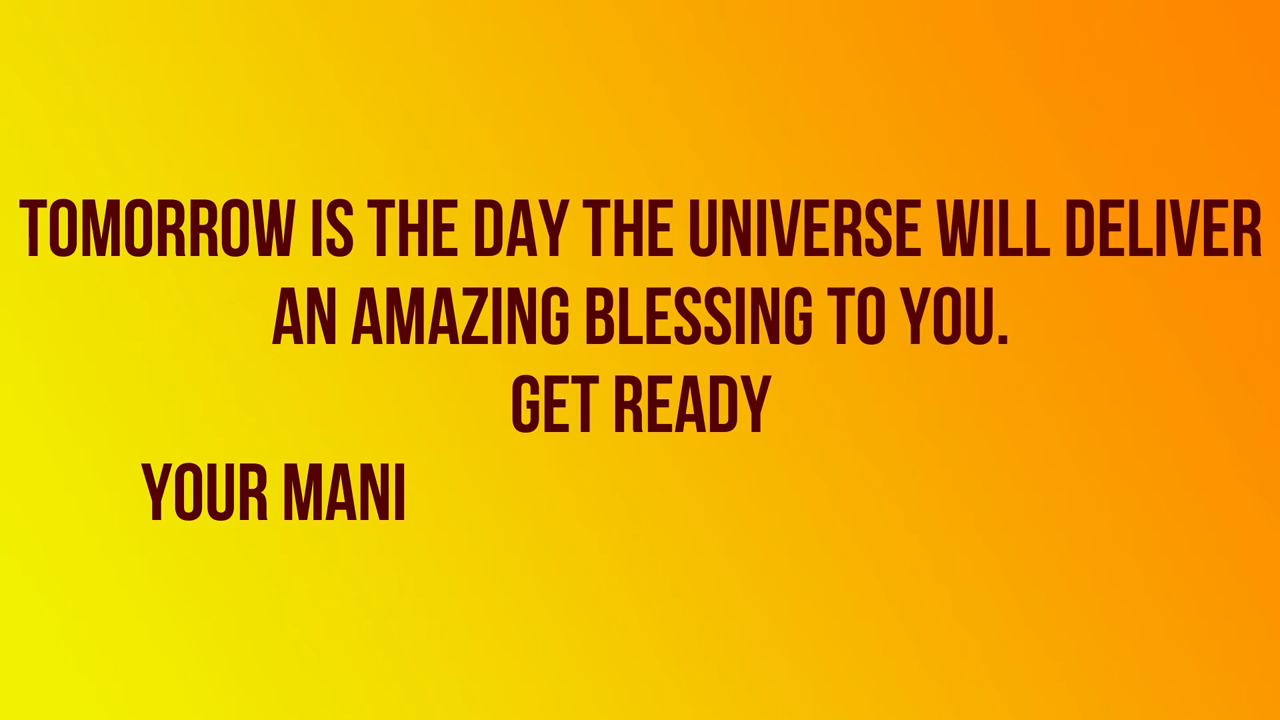 TOMORROW IS THE DAY THE UNIVERSE WILL DELIVER
AN AMAZING BLESSING TO YOU.
GET READY
YOUR MANI